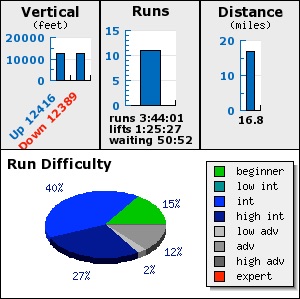 Vertical
(feet)
20000
10000
0
Up 12416
Down 12389
Runs
15
10
5
0
runs 3:44:01
lifts 1:25:27
waiting 50:52
Distance
(miles)
20
10
0
16.8
Run Difficulty
40%
15%
12%
2%
27%
beginner
low int
int
high int
low adv
adv
high adv
expert